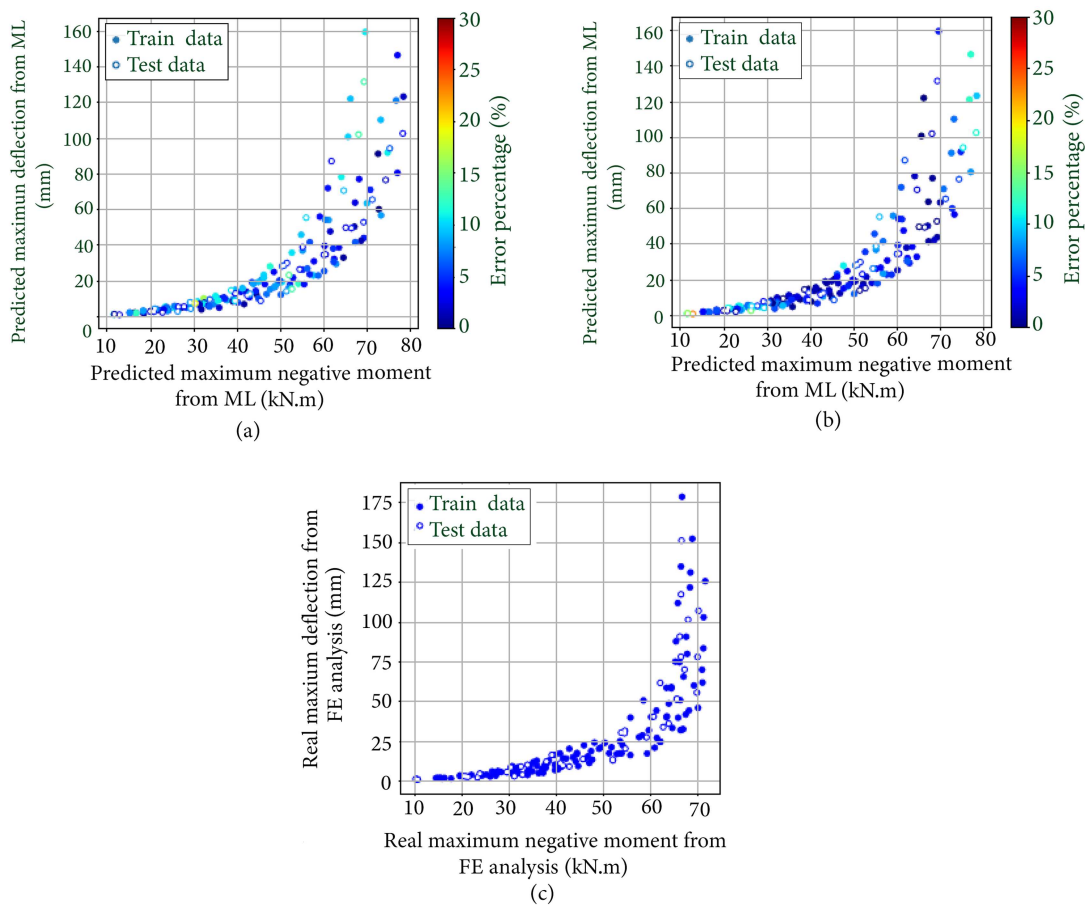 Predicted maximum deflection from ML
(mm)
160
140
120
100
80
60
40
20
0
Train data
Test data
10 20 30 40 50 60 70 80
Predicted maximum negative moment
from ML (kN.m)
30
25
20
15
10
5
0
Error percentage (%)
(a)
Predicted maximum deflection from ML
(mm)
160
140
120
100
80
60
40
20
0
Train data
Test data
10 20 30 40 50 60 70 80
Predicted maximum negative moment
from ML (kN.m)
30
25
20
15
10
5
0
Error percentage (%)
(b)
Real maxium deflection from
FE analysis (mm)
175
150
125
100
75
50
25
0
Train data
Test data
10 20 30 40 50 60 70
Real maximum negative moment from
FE analysis (kN.m)
(c)